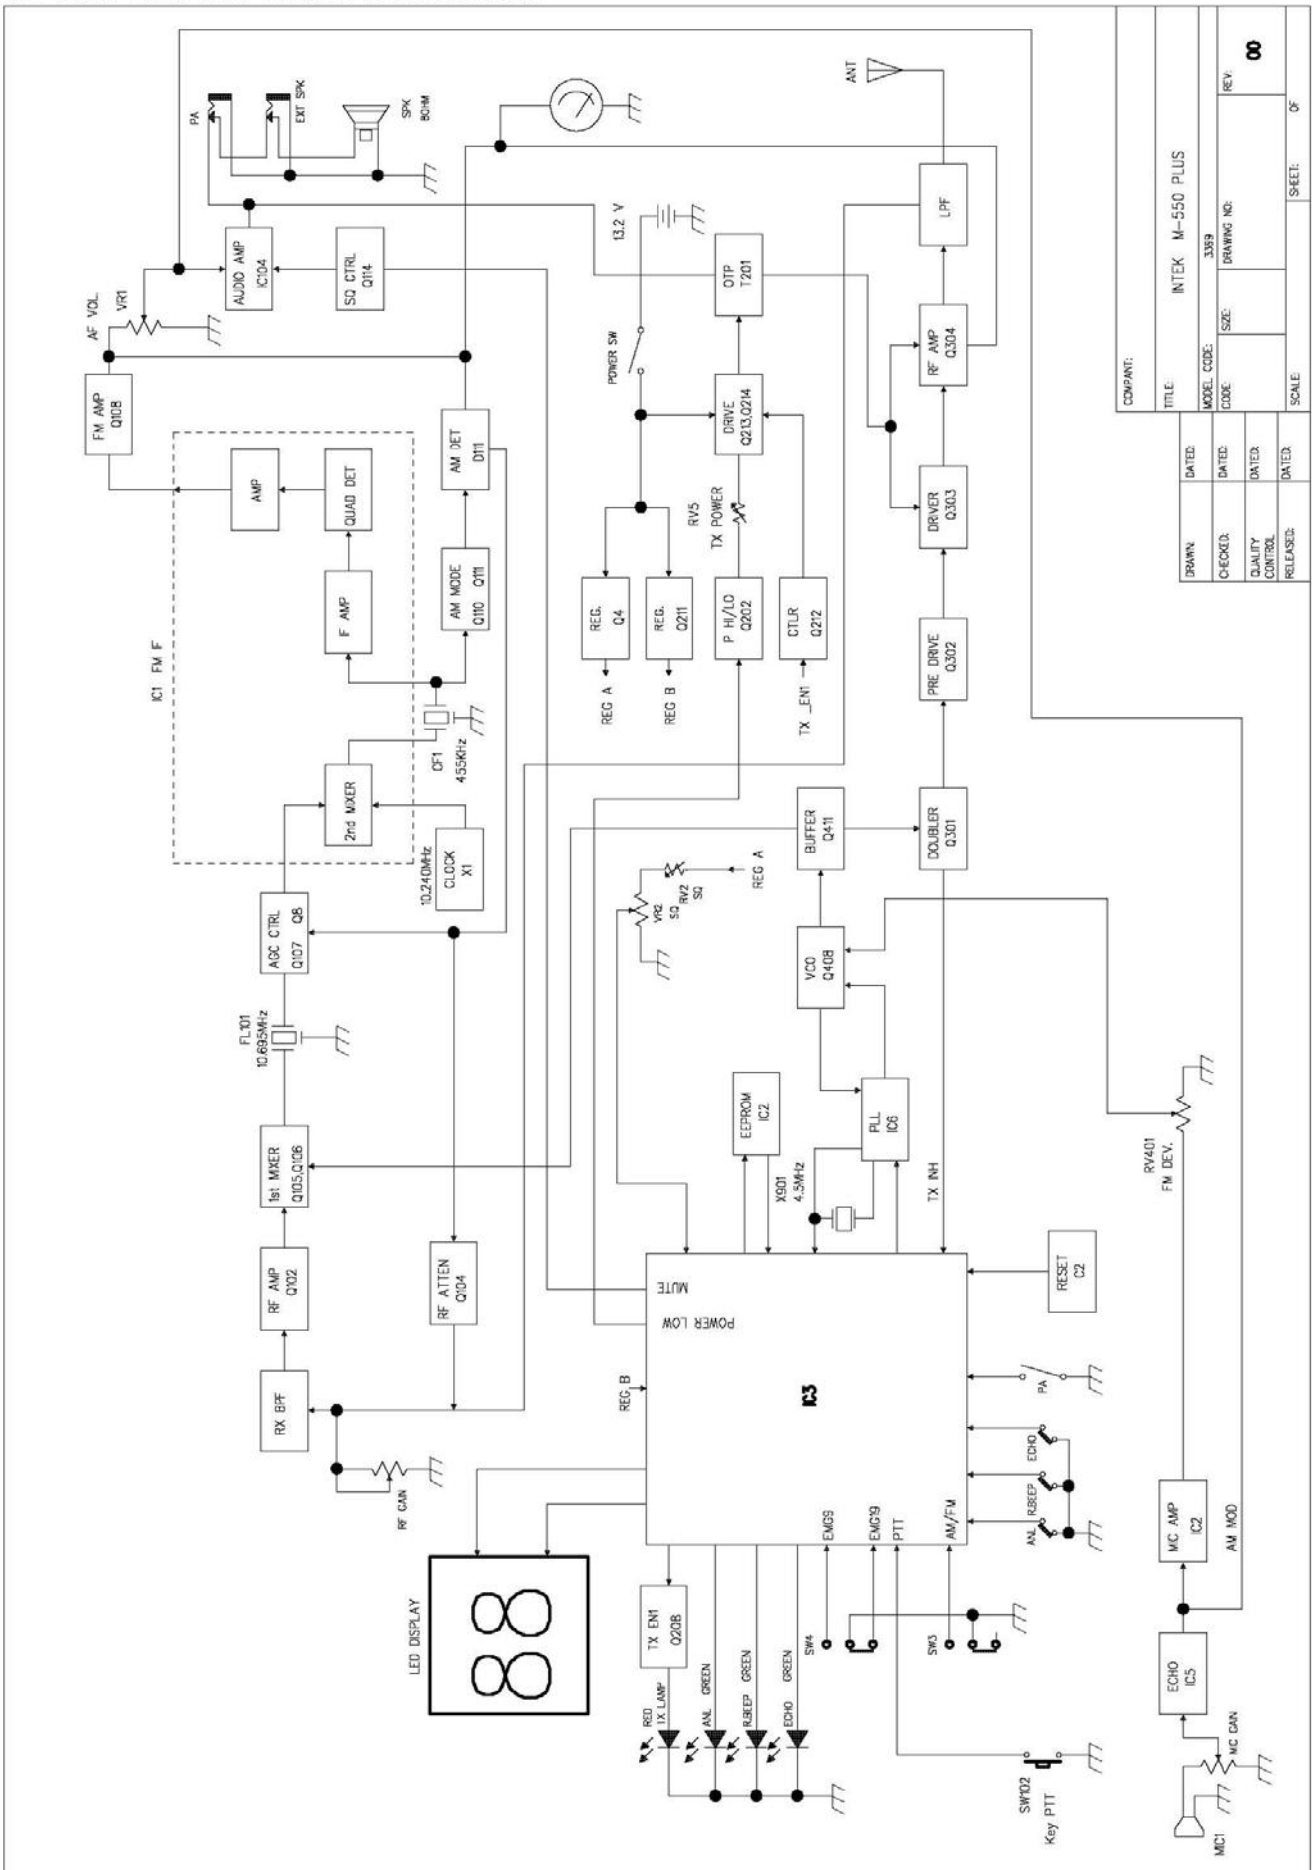 LED DISPLAY
RX BPF
RF GAIN
RF AMP
Q102
1st MIXER
Q105,Q106
RF ATTEN
Q104
FL101
10.695MHz
AGC CTRL
Q107 Q8
10.240MHz
CLOCK
X1
IC1 FM IF
2nd MIXER
CF1
455KHz
IF AMP
QUAD DET
AMP
AM MODE
Q110 Q111
AM DET
D111
FM AMP
Q108
AF VOL.
VR1
AUDIO AMP
IC104
SQ CTRL
Q114
PA
EXT SPK
SPK
8OHM
RED
TX LAMP
TX EN1
Q208
ANL GREEN
R.BEEP GREEN
ECHO GREEN
REG B
POWER LOW
MUTE
IC3
EMG9
EMG19
PTT
AM/FM
SW4
SW3
SW102
Key PTT
ANL
R.BEEP
ECHO
PA
RESET
C2
EEPROM
IC2
X901
4.5MHz
PLL
IC6
TX INH
VR2
SQ
RV2
SQ
REG A
VCO
Q408
BUFFER
Q411
DOUBLER
Q301
PRE DRIVE
Q302
DRIVER
Q303
RF AMP
Q304
LPF
ANT
REG A
REG.
Q4
REG B
REG.
Q211
P HI/LO
Q202
TX _EN1
CTLR
Q212
RV5
TX POWER
DRIVE
Q213,Q214
OTP
T201
POWER SW
13.2 V
MIC1
MIC GAIN
ECHO
IC5
MIC AMP
IC2
AM MOD
RV401
FM DEV.
DRAWN:
DATED:
CHECKED:
DATED:
QUALITY
CONTROL
DATED:
RELEASED:
DATED:
COMPANT:
TITLE:
INTEK M-550 PLUS
MODEL CODE:
3359
CODE:
SIZE:
DRAWING NO:
REV:
00
SCALE:
SHEET:
OF